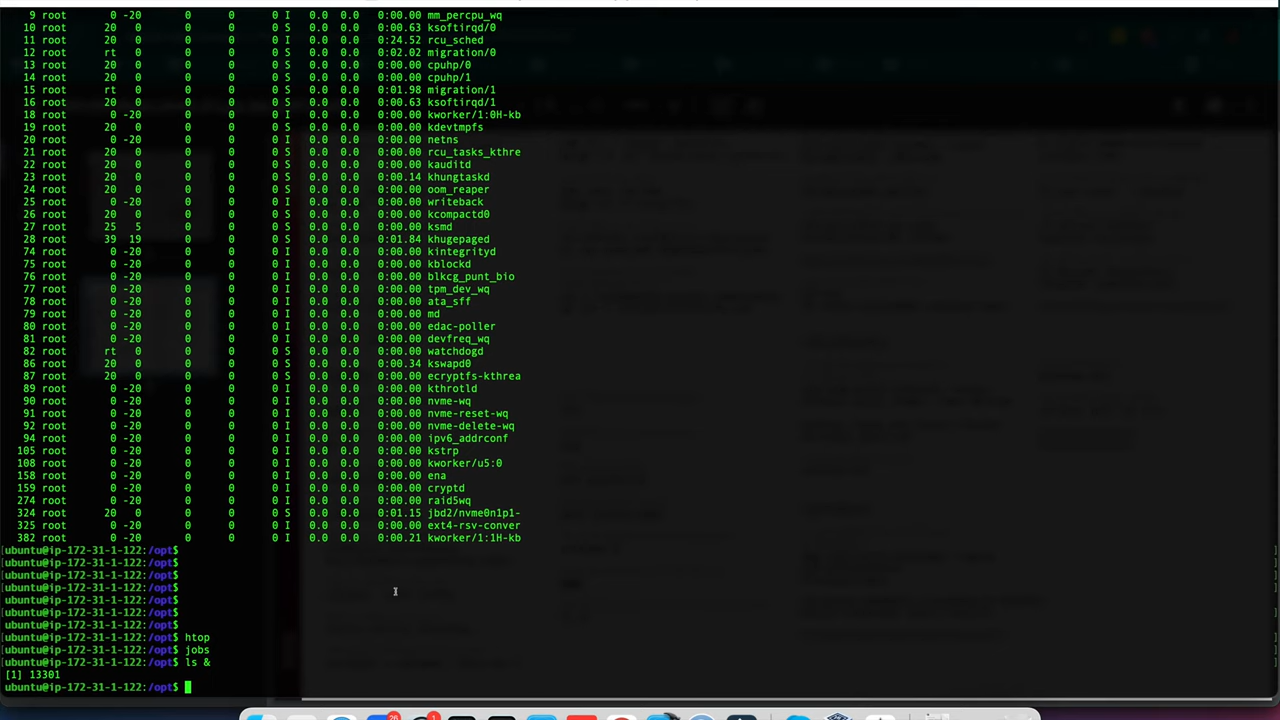 9 root 0 -20 0 0 0 I 0.0 0.0 0:00.00 mm_percpu_wq
10 root 20 0 0 0 0 S 0.0 0.0 0:00.63 ksoftirqd/0
11 root 20 0 0 0 0 I 0.0 0.0 0:24.52 rcu_sched
12 root rt 0 0 0 0 S 0.0 0.0 0:02.02 migration/0
13 root 20 0 0 0 0 S 0.0 0.0 0:00.00 cpuhp/0
14 root 20 0 0 0 0 S 0.0 0.0 0:00.00 cpuhp/1
15 root rt 0 0 0 0 S 0.0 0.0 0:01.98 migration/1
16 root 20 0 0 0 0 S 0.0 0.0 0:00.63 ksoftirqd/1
18 root 0 -20 0 0 0 I 0.0 0.0 0:00.00 kworker/1:0H-kb
19 root 20 0 0 0 0 S 0.0 0.0 0:00.00 kdevtmpfs
20 root 0 -20 0 0 0 I 0.0 0.0 0:00.00 netns
21 root 20 0 0 0 0 S 0.0 0.0 0:00.00 rcu_tasks_kthre
22 root 20 0 0 0 0 S 0.0 0.0 0:00.00 kauditd
23 root 20 0 0 0 0 S 0.0 0.0 0:00.14 khungtaskd
24 root 20 0 0 0 0 S 0.0 0.0 0:00.00 oom_reaper
25 root 0 -20 0 0 0 I 0.0 0.0 0:00.00 writeback
26 root 20 0 0 0 0 S 0.0 0.0 0:00.00 kcompactd0
27 root 25 5 0 0 0 S 0.0 0.0 0:00.00 ksmd
28 root 39 19 0 0 0 S 0.0 0.0 0:01.84 khugepaged
74 root 0 -20 0 0 0 I 0.0 0.0 0:00.00 kintegrityd
75 root 0 -20 0 0 0 I 0.0 0.0 0:00.00 kblockd
76 root 0 -20 0 0 0 I 0.0 0.0 0:00.00 blkcg_punt_bio
77 root 0 -20 0 0 0 I 0.0 0.0 0:00.00 tpm_dev_wq
78 root 0 -20 0 0 0 I 0.0 0.0 0:00.00 ata_sff
79 root 0 -20 0 0 0 I 0.0 0.0 0:00.00 md
80 root 0 -20 0 0 0 I 0.0 0.0 0:00.00 edac-poller
81 root 0 -20 0 0 0 I 0.0 0.0 0:00.00 devfreq_wq
82 root rt 0 0 0 0 S 0.0 0.0 0:00.00 watchdogd
86 root 20 0 0 0 0 S 0.0 0.0 0:00.34 kswapd0
87 root 20 0 0 0 0 S 0.0 0.0 0:00.00 ecryptfs-kthrea
89 root 0 -20 0 0 0 I 0.0 0.0 0:00.00 kthrotld
90 root 0 -20 0 0 0 I 0.0 0.0 0:00.00 nvme-wq
91 root 0 -20 0 0 0 I 0.0 0.0 0:00.00 nvme-reset-wq
92 root 0 -20 0 0 0 I 0.0 0.0 0:00.00 nvme-delete-wq
94 root 0 -20 0 0 0 I 0.0 0.0 0:00.00 ipv6_addrconf
105 root 0 -20 0 0 0 I 0.0 0.0 0:00.00 kstrp
108 root 0 -20 0 0 0 I 0.0 0.0 0:00.00 kworker/u5:0
158 root 0 -20 0 0 0 I 0.0 0.0 0:00.00 ena
159 root 0 -20 0 0 0 I 0.0 0.0 0:00.00 cryptd
274 root 0 -20 0 0 0 I 0.0 0.0 0:00.00 raid5wq
324 root 20 0 0 0 0 S 0.0 0.0 0:01.15 jbd2/nvme0n1p1-
325 root 0 -20 0 0 0 I 0.0 0.0 0:00.00 ext4-rsv-conver
382 root 0 -20 0 0 0 I 0.0 0.0 0:00.21 kworker/1:1H-kb
[ubuntu@ip-172-31-1-122:/opt$
[ubuntu@ip-172-31-1-122:/opt$
[ubuntu@ip-172-31-1-122:/opt$
[ubuntu@ip-172-31-1-122:/opt$
[ubuntu@ip-172-31-1-122:/opt$
[ubuntu@ip-172-31-1-122:/opt$
[ubuntu@ip-172-31-1-122:/opt$
[ubuntu@ip-172-31-1-122:/opt$ htop
[ubuntu@ip-172-31-1-122:/opt$ jobs
[ubuntu@ip-172-31-1-122:/opt$ ls &
[1] 13301
ubuntu@ip-172-31-1-122:/opt$